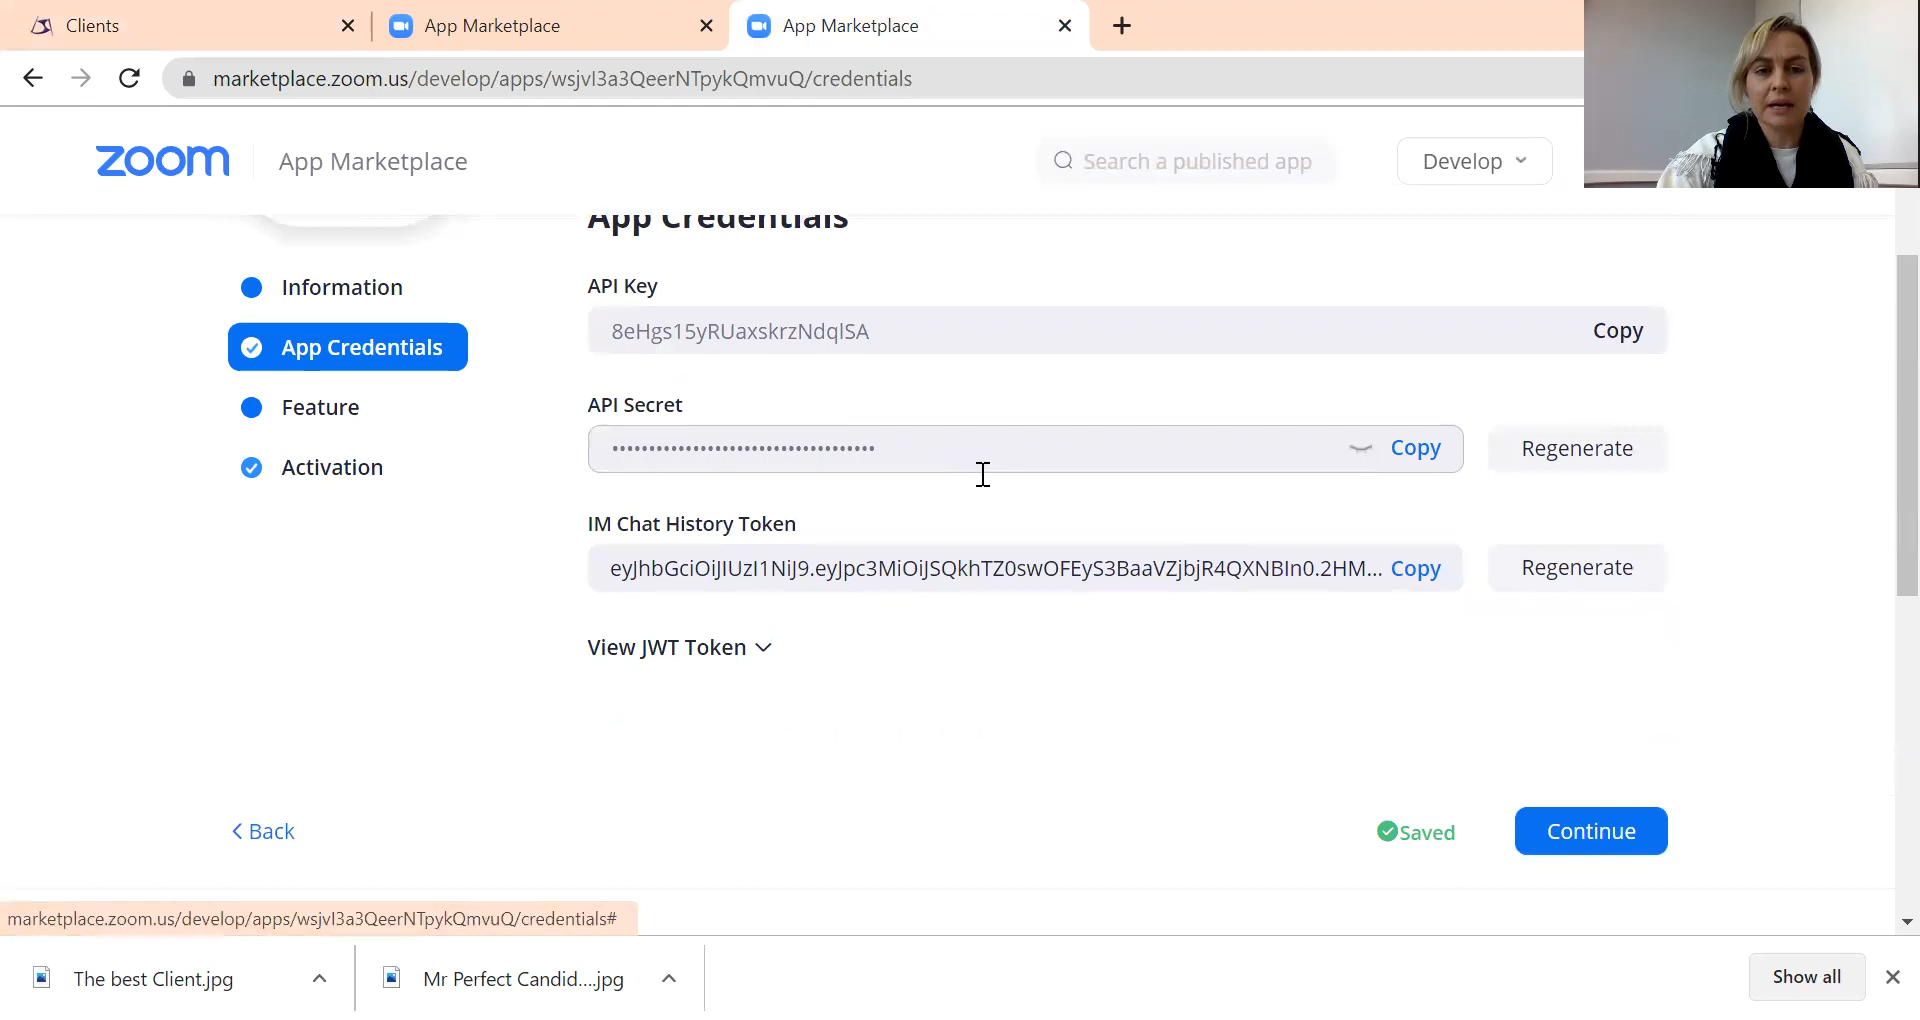 Clients
App Marketplace
App Marketplace
marketplace.zoom.us/develop/apps/wsjvI3a3QeerNTpykQmvuQ/credentials
zoom
App Marketplace
Search a published app
Develop
App Credentials
Information
App Credentials
Feature
Activation
API Key
8eHgs15yRUaxskrzNdqlSA
Copy
API Secret
••••••••••••••••••••••••••••••••••••
Copy
Regenerate
IM Chat History Token
eyJhbGciOiJIUzI1NiJ9.eyJpc3MiOiJSQkhTZ0swOFEyS3BaaVZjbjR4QXNBIn0.2HM...
Copy
Regenerate
View JWT Token
Back
Saved
Continue
marketplace.zoom.us/develop/apps/wsjvI3a3QeerNTpykQmvuQ/credentials#
The best Client.jpg
Mr Perfect Candid....jpg
Show all